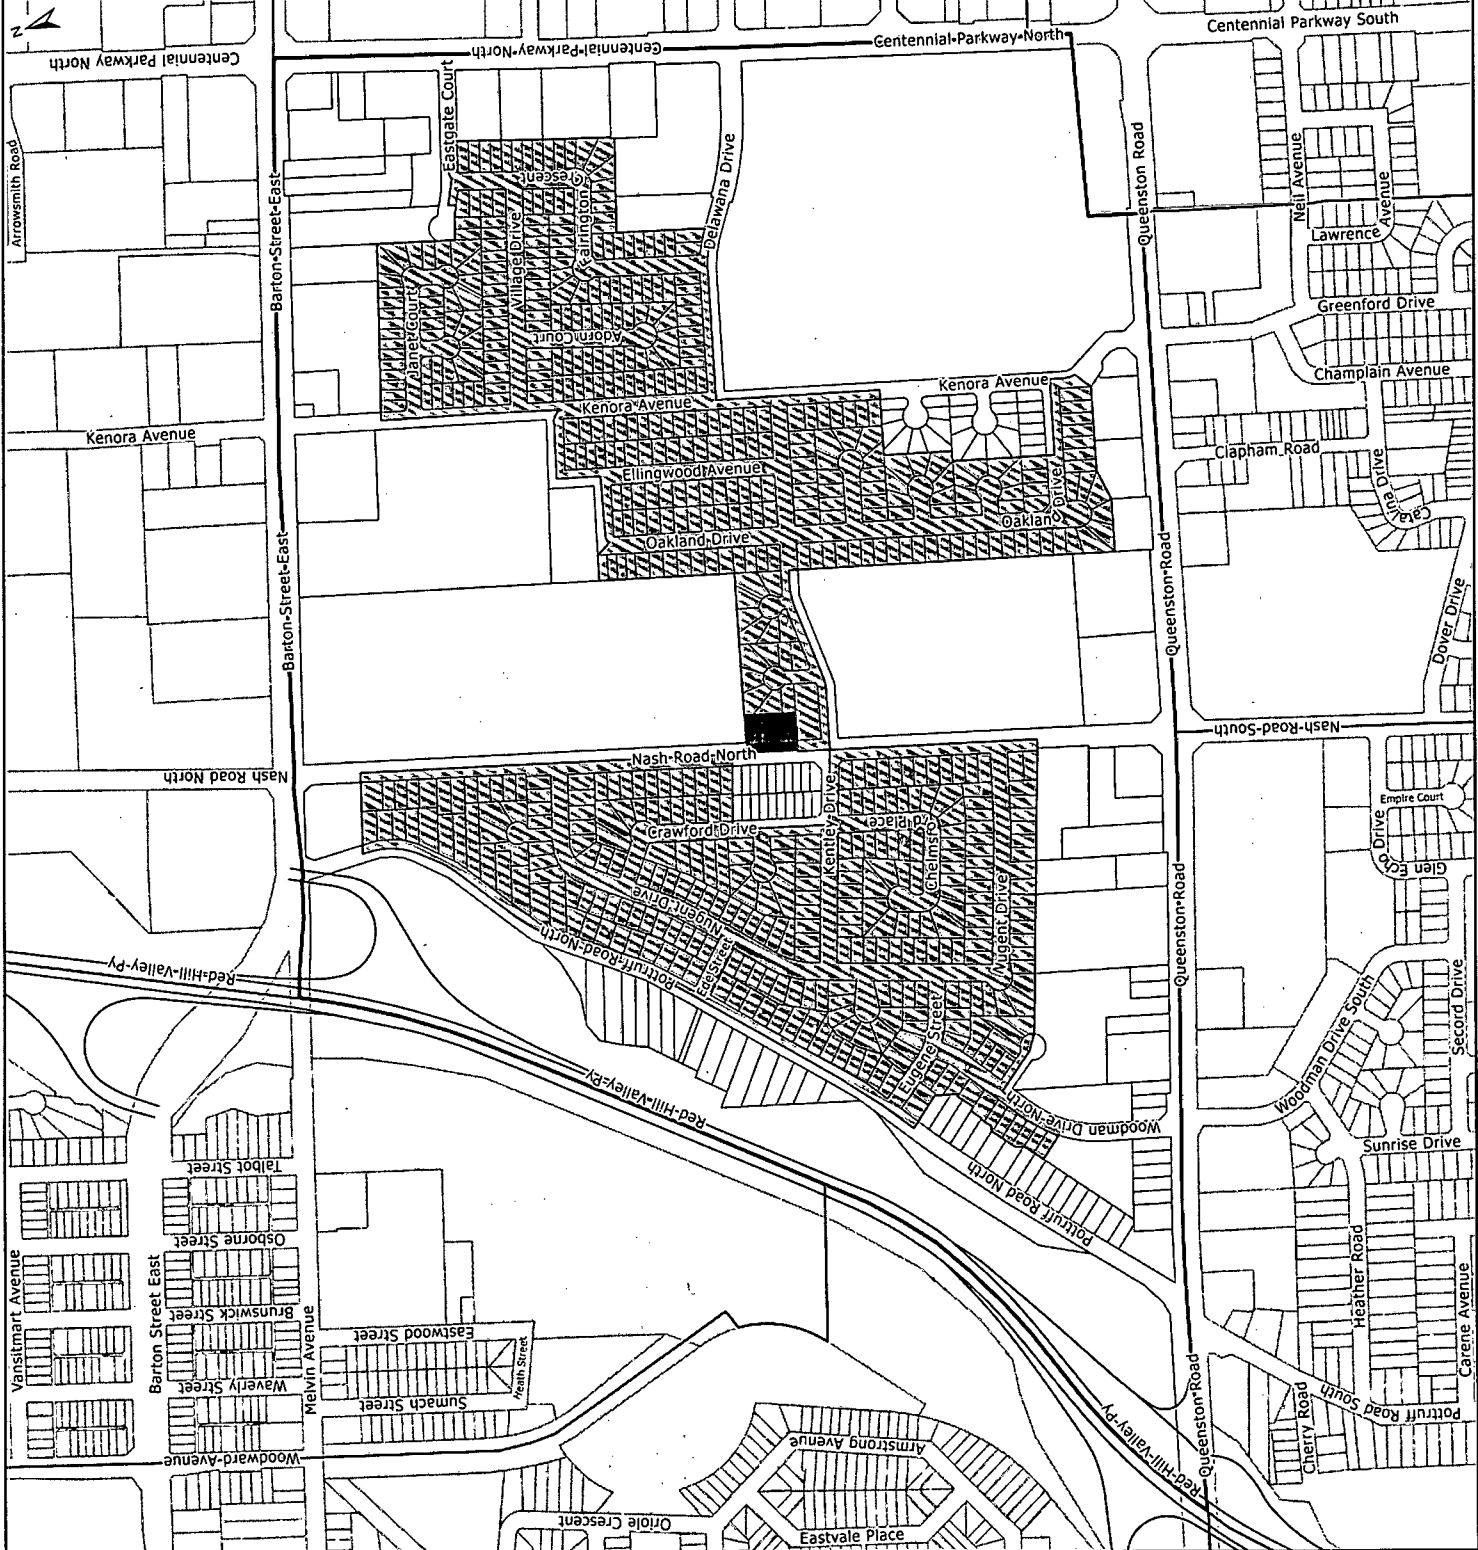 Z
Centennial Parkway South
Centennial Parkway North
Centennial Parkway North
Centennial Parkway North
Eastgate Court
Arrowsmith Road
Barton Street East
Crescent
Fairington
Village Drive
Delawana Drive
Queenston Road
Neil Avenue
Lawrence Avenue
Janet Court
Adorn Court
Greenford Drive
Champlain Avenue
Kenora Avenue
Kenora Avenue
Kenora Avenue
Ellingwood Avenue
Clapham Road
Catalina Drive
Oakland Drive
Oakland Drive
Barton Street East
Queenston Road
Dover Drive
Nash Road North
Nash Road North
Nash Road South
Empire Court
Crawford Drive
Kentley Drive
Chelmsford Place
Glen Echo Drive
Nugent Drive
Nugent Drive
Pottruff Road North
Edel Street
Queenston Road
Red Hill Valley Py
Eugene Street
Second Drive
Woodman Drive South
Red Hill Valley Py
Woodman Drive North
Sunrise Drive
Talbot Street
Pottruff Road North
Osborne Street
Vansitmart Avenue
Barton Street East
Brunswick Street
Melvin Avenue
Eastwood Street
Heath Street
Heather Road
Carene Avenue
Waverly Street
Sumach Street
Queenston Road
Pottruff Road South
Cherry Road
Woodward Avenue
Armstrong Avenue
Red Hill Valley Py
Oriole Crescent
Eastvale Place